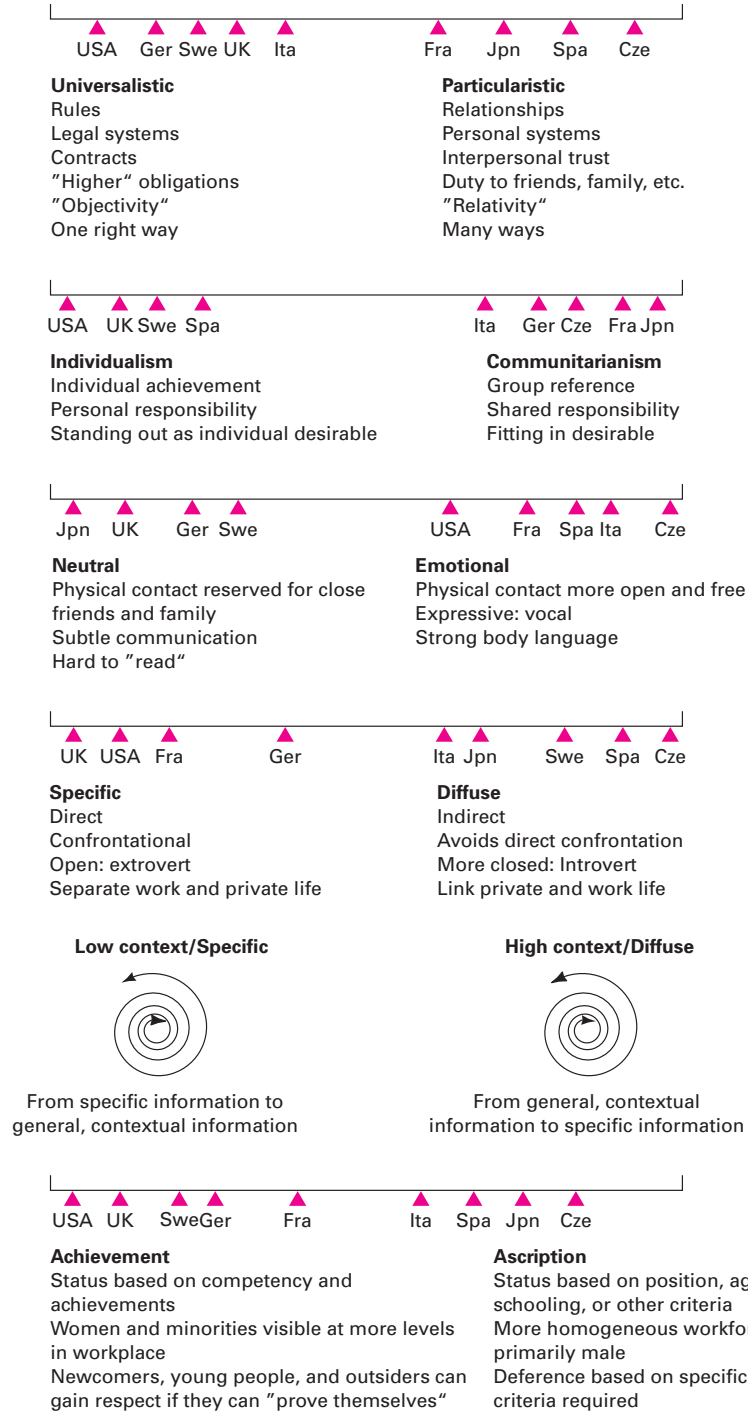 USA Ger Swe UK Ita Fra Jpn Spa Cze
Universalistic
Rules
Legal systems
Contracts
”Higher“ obligations
”Objectivity“
One right way
Particularistic
Relationships
Personal systems
Interpersonal trust
Duty to friends, family, etc.
”Relativity“
Many ways
USA UK Swe Spa Ita Ger Cze Fra Jpn
Individualism
Individual achievement
Personal responsibility
Standing out as individual desirable
Communitarianism
Group reference
Shared responsibility
Fitting in desirable
Jpn UK Ger Swe USA Fra Spa Ita Cze
Neutral
Physical contact reserved for close
friends and family
Subtle communication
Hard to ”read“
Emotional
Physical contact more open and free
Expressive: vocal
Strong body language
UK USA Fra Ger Ita Jpn Swe Spa Cze
Specific
Direct
Confrontational
Open: extrovert
Separate work and private life
Diffuse
Indirect
Avoids direct confrontation
More closed: Introvert
Link private and work life
Low context/Specific
From specific information to
general, contextual information
High context/Diffuse
From general, contextual
information to specific information
USA UK Swe Ger Fra Ita Spa Jpn Cze
Achievement
Status based on competency and
achievements
Women and minorities visible at more levels
in workplace
Newcomers, young people, and outsiders can
gain respect if they can ”prove themselves“
Ascription
Status based on position,
schooling, or other criteria
More homogeneous
primarily male
Deference based on specific
criteria required